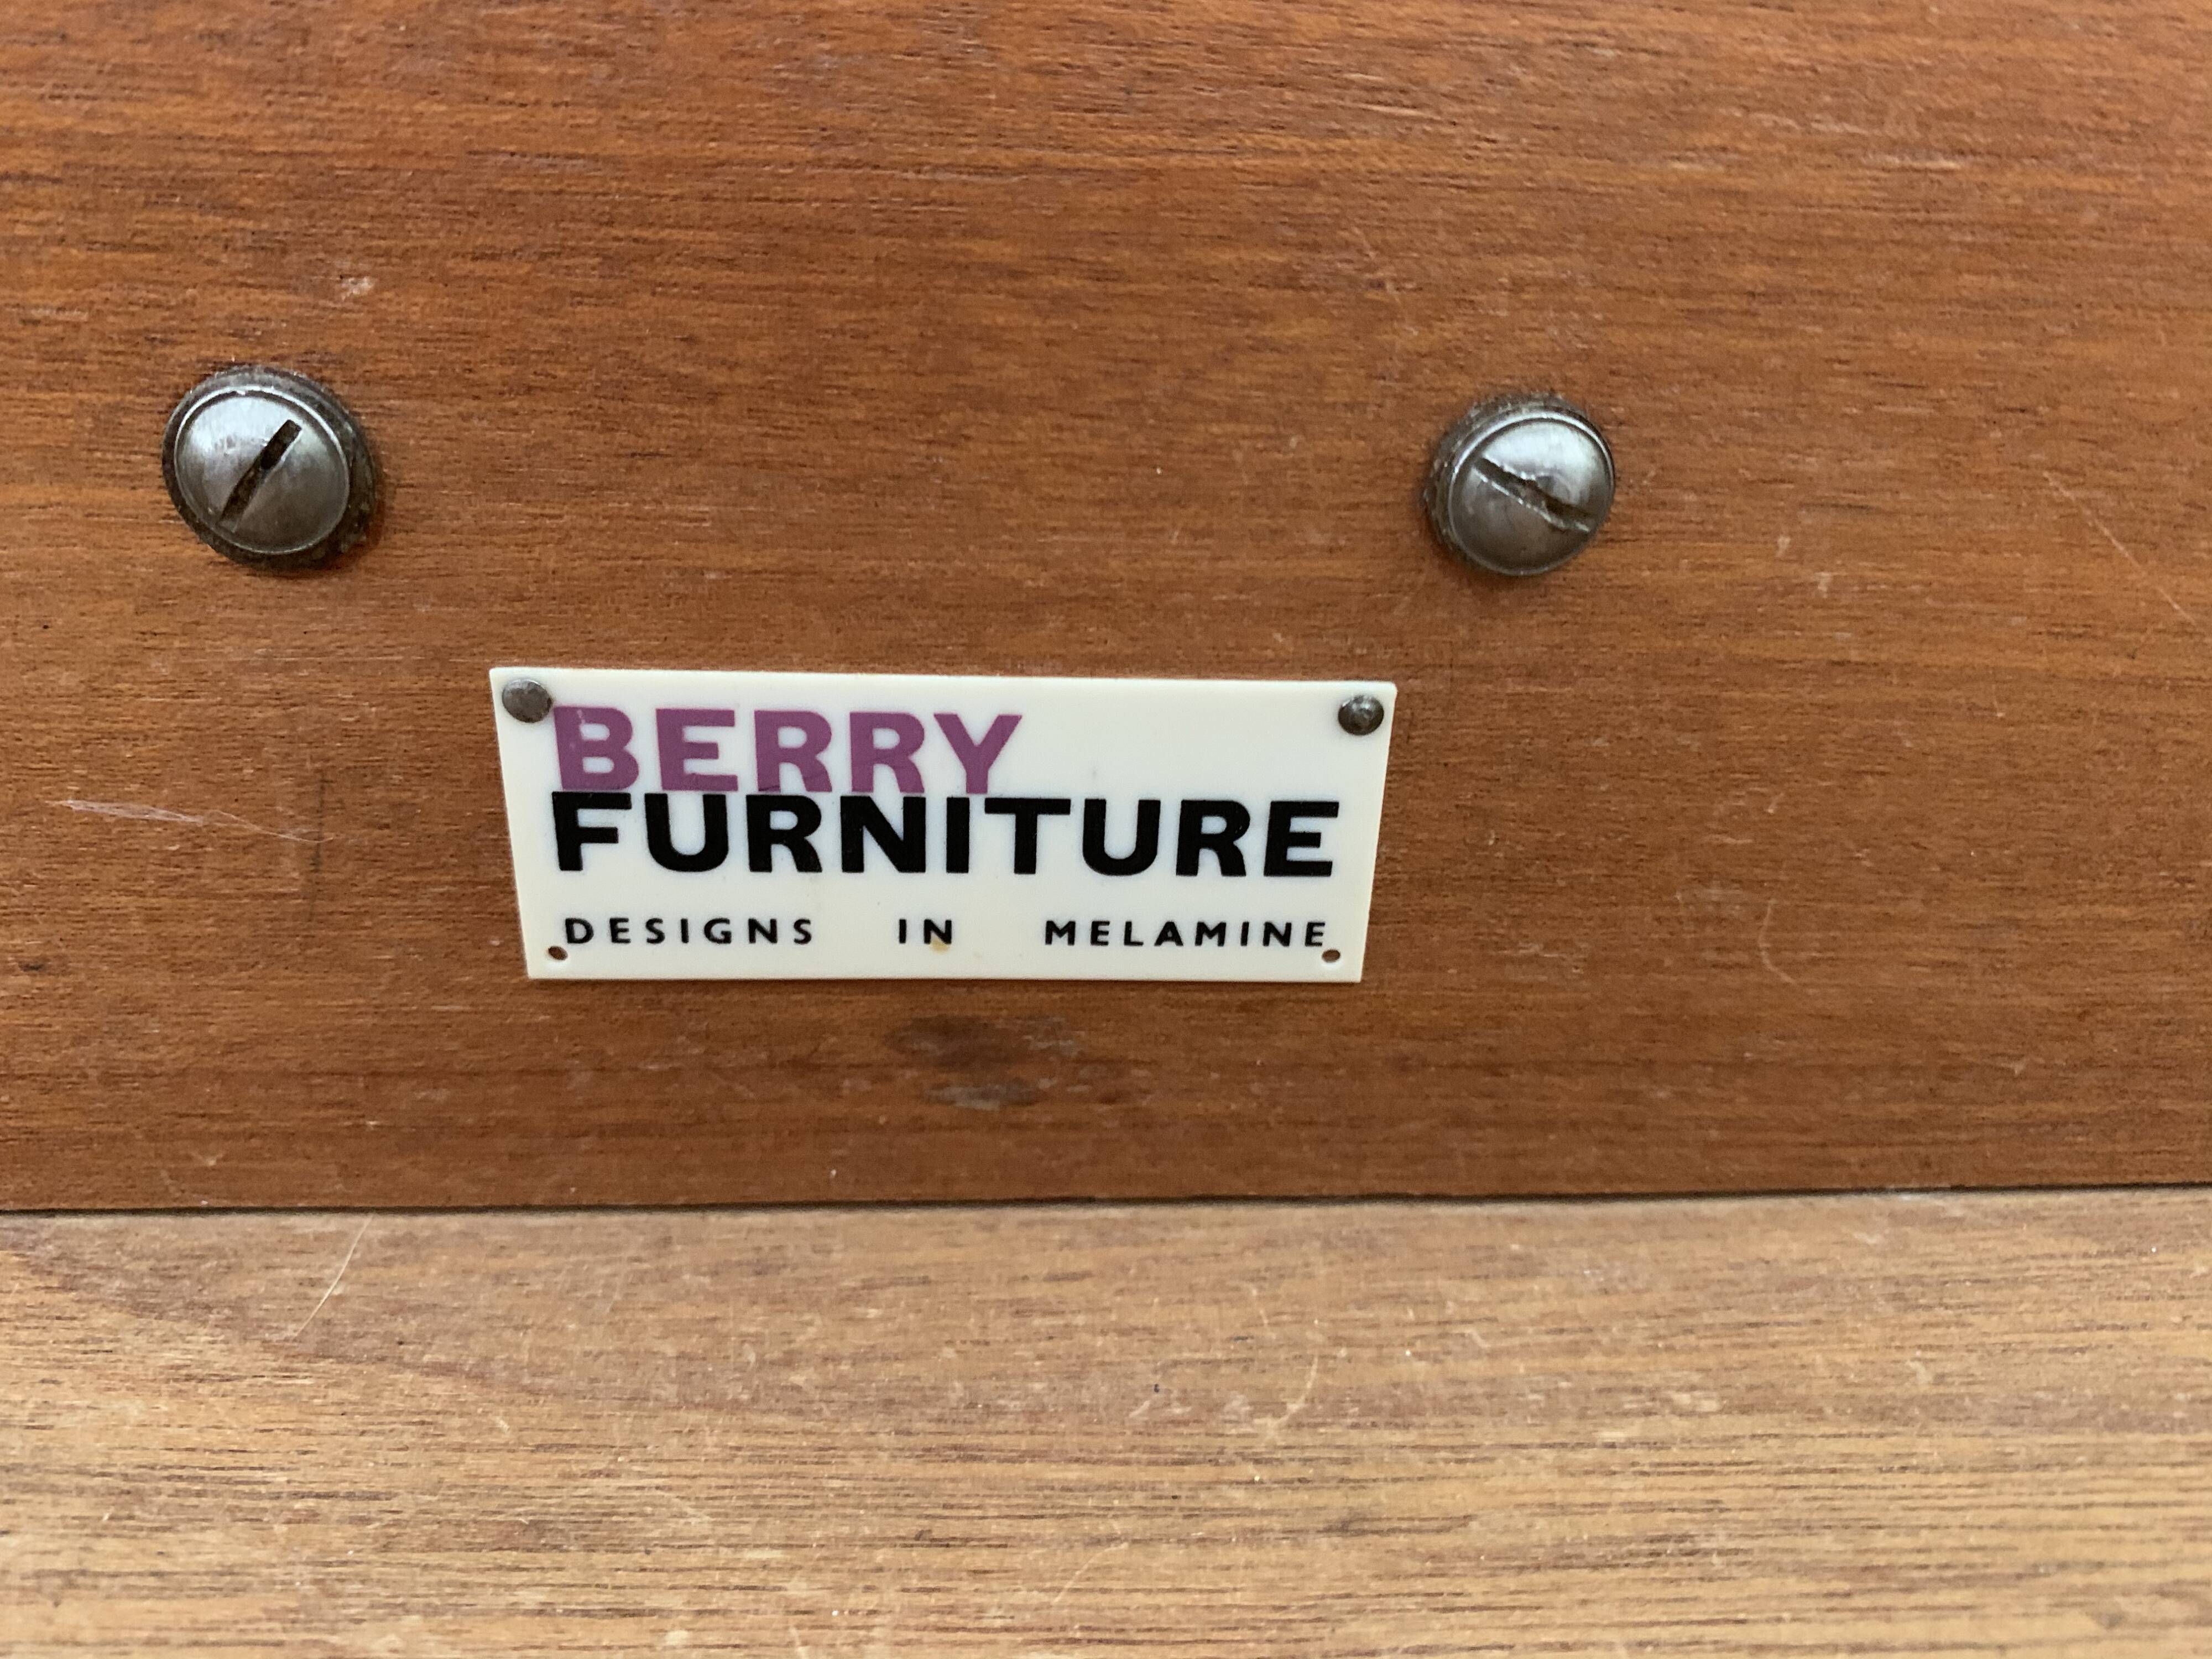 BERRY
FURNITURE
DESIGNS IN MELAMINE